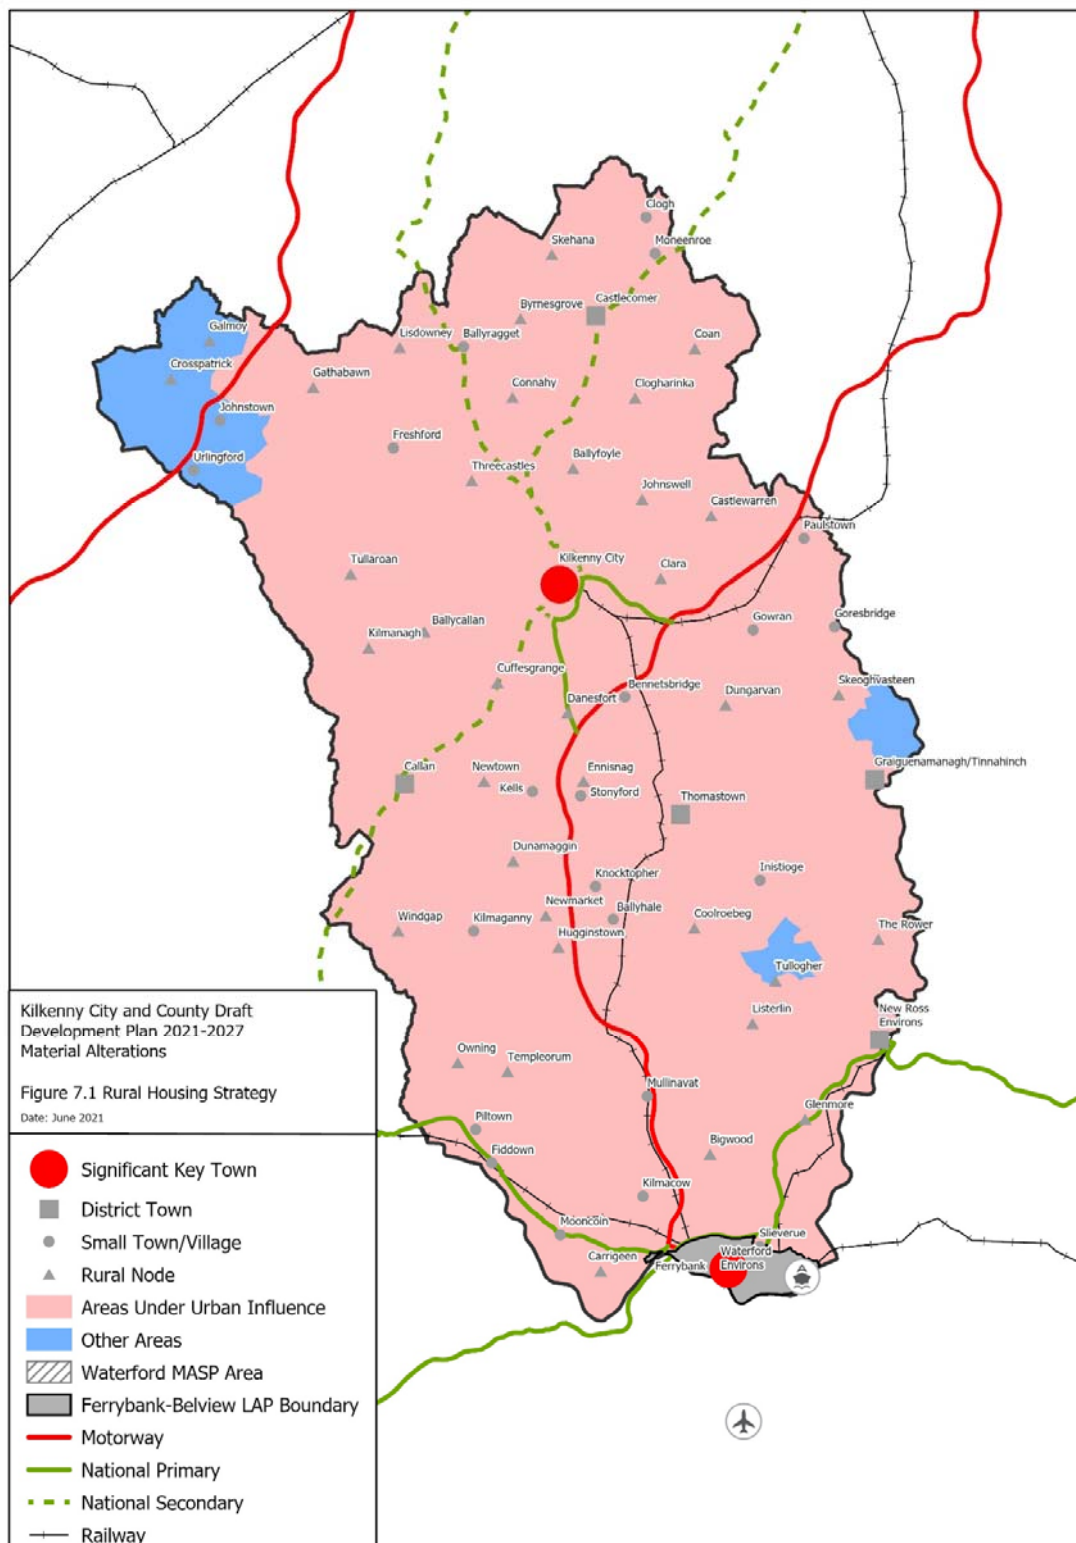 Clogh
Skehana
Moneenroe
Castlecomer
Byrnesgrove
Galmoy
Lisdowney
Ballyragget
Coan
Crosspatrick
Gathabawn
Connahy
Clogharinka
Johnstown
Freshford
Urlingford
Threecastles
Ballyfoyle
Johnswell
Castlewarren
Paulstown
Kilkenny City
Tullaroan
Clara
Ballycallan
Gowran
Goresbridge
Kilmanagh
Cuffesgrange
Skeoghvasteen
Bennetsbridge
Danesfort
Dungarvan
Callan
Newtown
Ennisnag
Graiguenamanagh/Tinnahinch
Kells
Stonyford
Thomastown
Dunamaggin
Inistioge
Knocktopher
Windgap
Kilmaganny
Newmarket
Ballyhale
Coolroebeg
The Rower
Hugginstown
Tullogher
Listerlin
New Ross
Environs
Owning
Templeorum
Mullinavat
Glenmore
Piltown
Bigwood
Fiddown
Kilmacow
Mooncoin
Slieverue
Carrigeen
Ferrybank
Waterford
Environs
Kilkenny City and County Draft
Development Plan 2021-2027
Material Alterations
Figure 7.1 Rural Housing Strategy
Date: June 2021
Significant Key Town
District Town
Small Town/Village
Rural Node
Areas Under Urban Influence
Other Areas
Waterford MASP Area
Ferrybank-Belview LAP Boundary
Motorway
National Primary
National Secondary
Railway